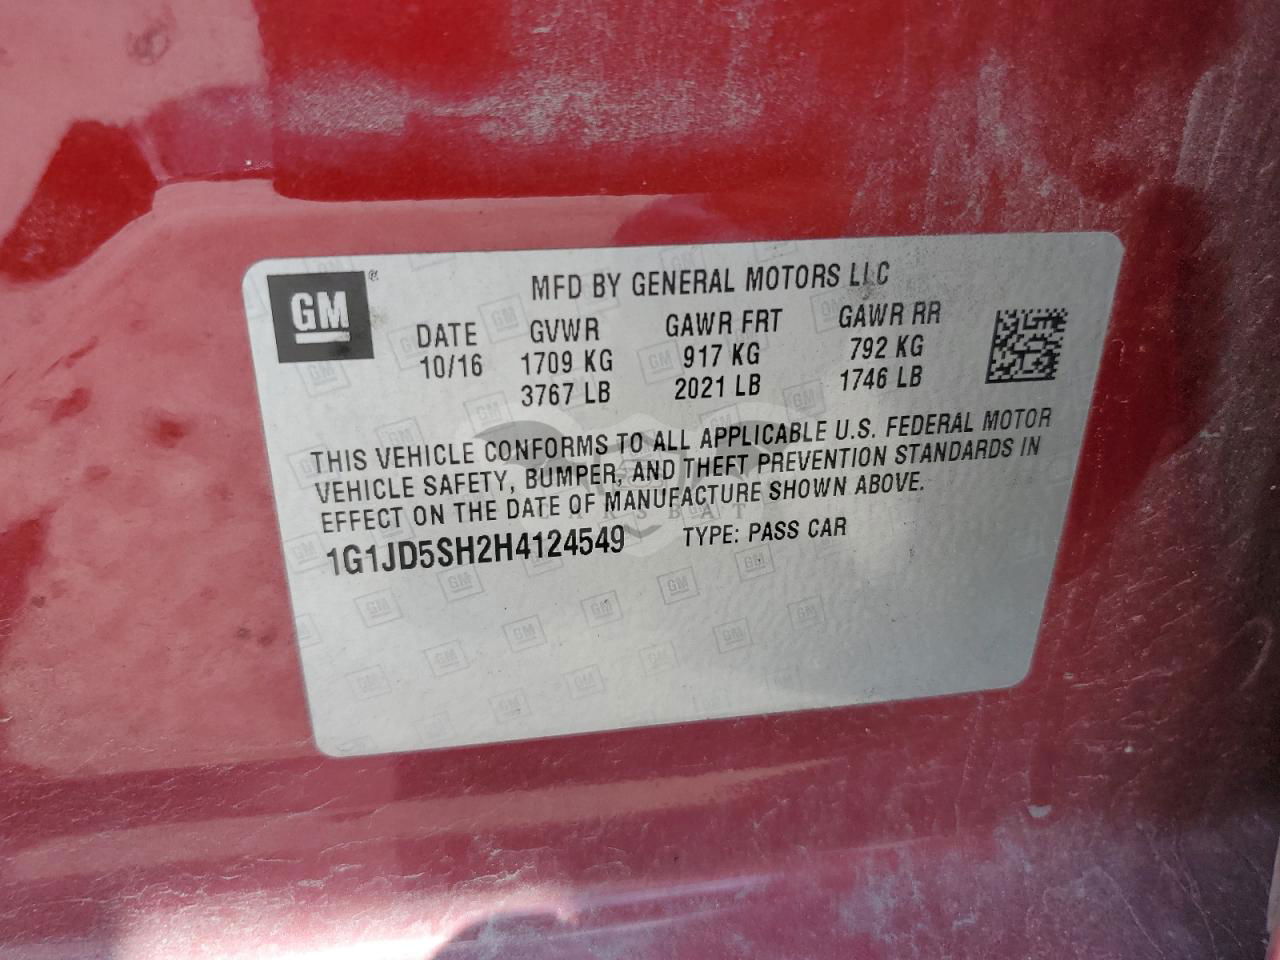 GM®
MFD BY GENERAL MOTORS LLC
DATE GVWR GAWR FRT GAWR RR
10/16 1709 KG 917 KG 792 KG
3767 LB 2021 LB 1746 LB
THIS VEHICLE CONFORMS TO ALL APPLICABLE U.S. FEDERAL MOTOR
VEHICLE SAFETY, BUMPER, AND THEFT PREVENTION STANDARDS IN
EFFECT ON THE DATE OF MANUFACTURE SHOWN ABOVE.
CARSBAT
1G1JD5SH2H4124549 TYPE: PASS CAR